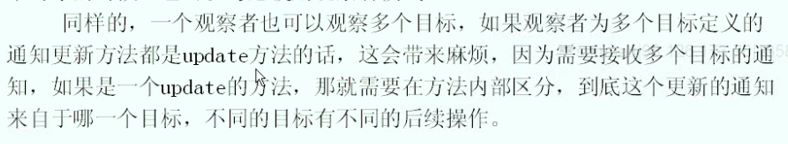 同样的，一个观察者也可以观察多个目标，如果观察者为多个目标定义的
通知更新方法都是update方法的话，这会带来麻烦，因为需要接收多个目标的通
知，如果是一个update的方法，那就需要在方法内部区分，到底这个更新的通知
来自于哪一个目标，不同的目标有不同的后续操作。